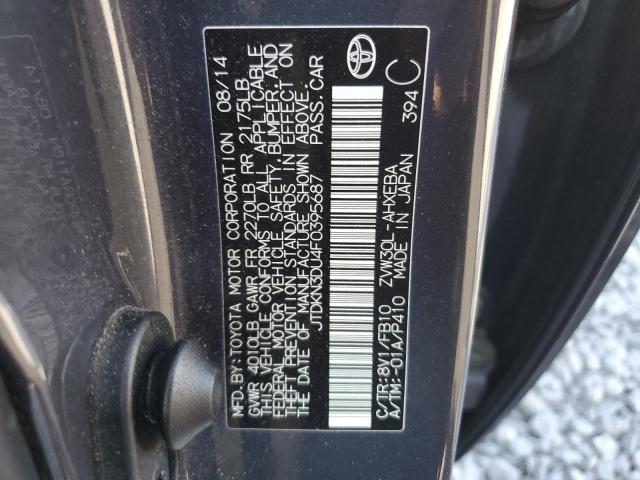 MFD.BY:TOYOTA MOTOR CORPORATION 08/14
GVWR 4010LB GAWR FR 2270LB RR 2175LB
THIS VEHICLE CONFORMS TO ALL APPLICABLE
FEDERAL MOTOR VEHICLE SAFETY, BUMPER, AND
THEFT PREVENTION STANDARDS IN EFFECT ON
THE DATE OF MANUFACTURE SHOWN ABOVE.
JTDKN3DU4F0395687 PASS.CAR
C/TR:8V1/FB10 ZVW30L-AHXEBA
A/TM:-01A/P410 MADE IN JAPAN 394 C